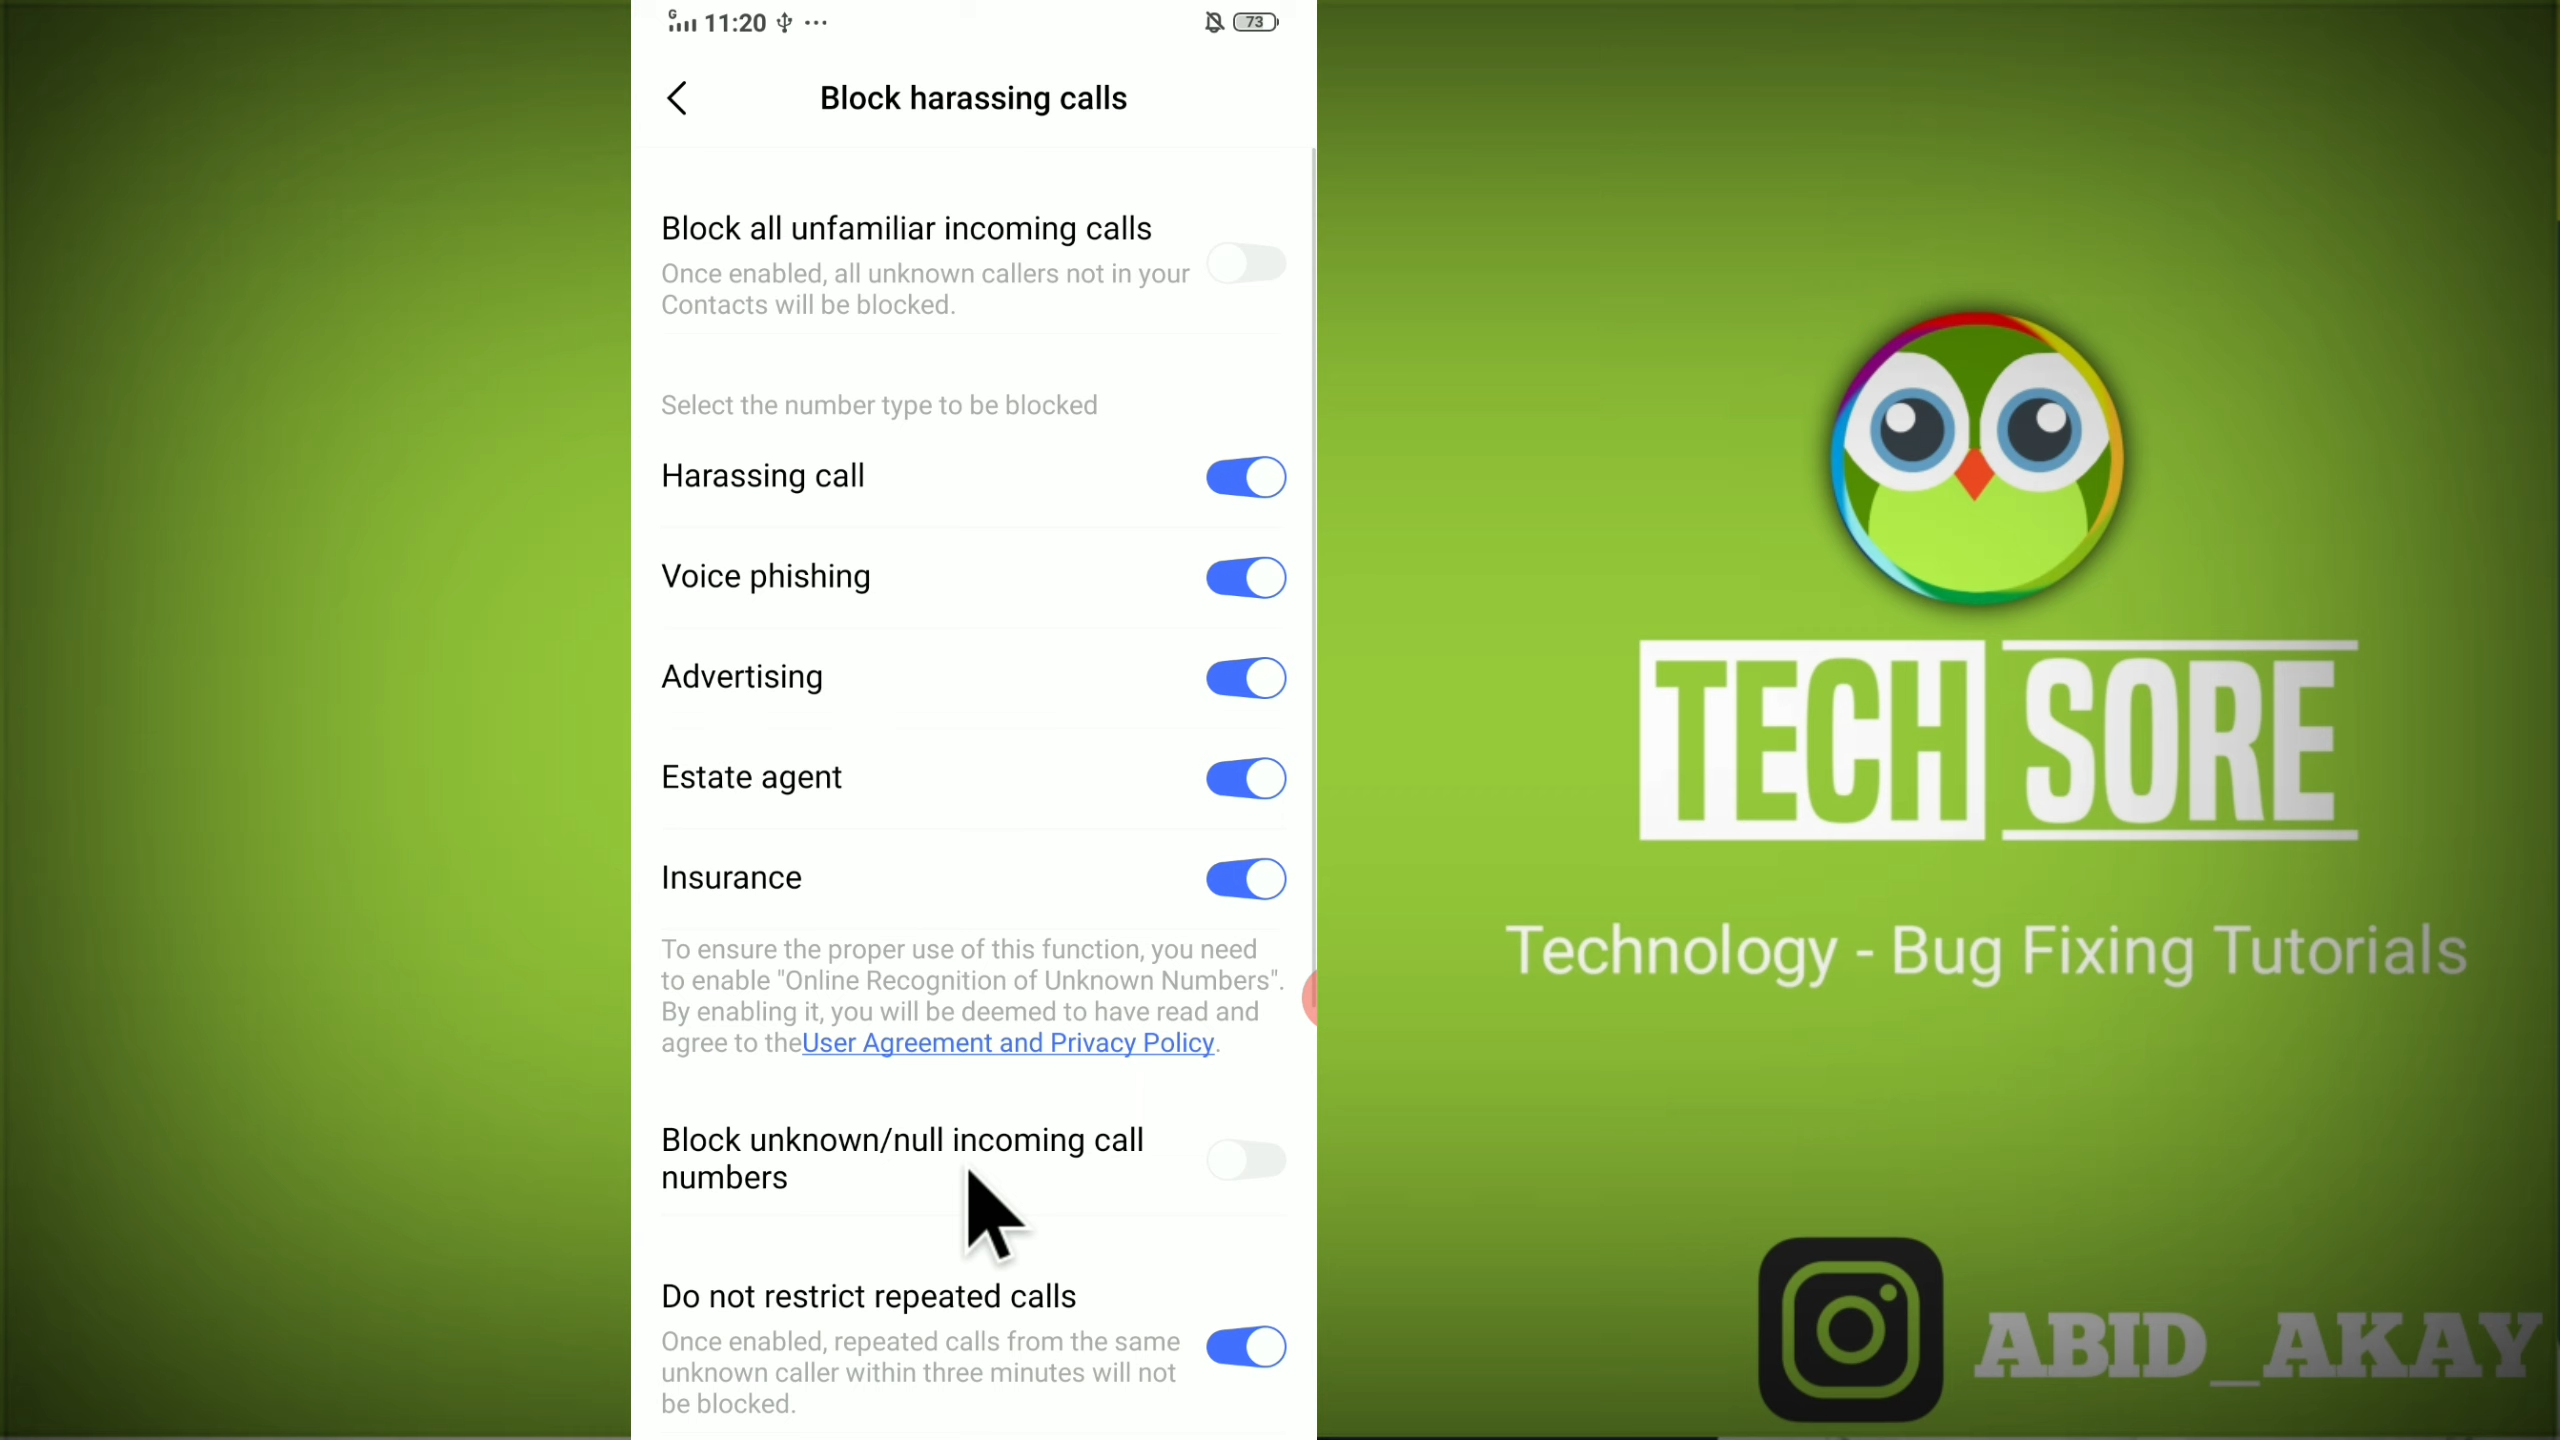 G 11:20
73
Block harassing calls
Block all unfamiliar incoming calls
Once enabled, all unknown callers not in your
Contacts will be blocked.
Select the number type to be blocked
Harassing call
Voice phishing
Advertising
Estate agent
Insurance
To ensure the proper use of this function, you need
to enable "Online Recognition of Unknown Numbers".
By enabling it, you will be deemed to have read and
agree to theUser Agreement and Privacy Policy.
Block unknown/null incoming call
numbers
Do not restrict repeated calls
Once enabled, repeated calls from the same
unknown caller within three minutes will not
be blocked.
TECH SORE
Technology - Bug Fixing Tutorials
ABID_AKAY